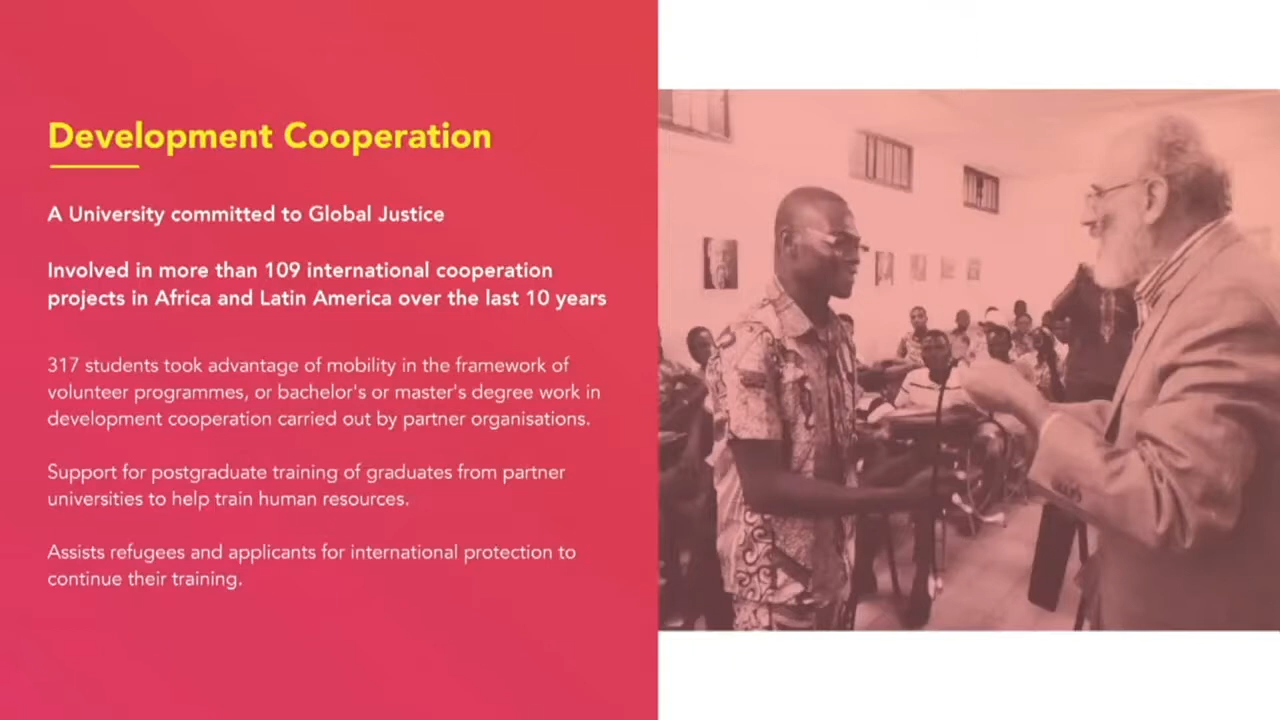 Development Cooperation
A University committed to Global Justice
Involved in more than 109 international cooperation
projects in Africa and Latin America over the last 10 years
317 students took advantage of mobility in the framework of
volunteer programmes, or bachelor's or master's degree work in
development cooperation carried out by partner organisations.
Support for postgraduate training of graduates from partner
universities to help train human resources.
Assists refugees and applicants for international protection to
continue their training.